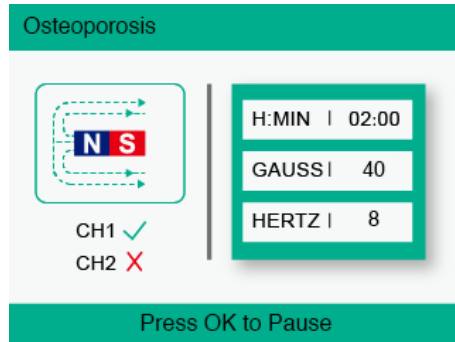 Osteoporosis
N S
CH1
CH2
H:MIN | 02:00
GAUSS | 40
HERTZ | 8
Press OK to Pause